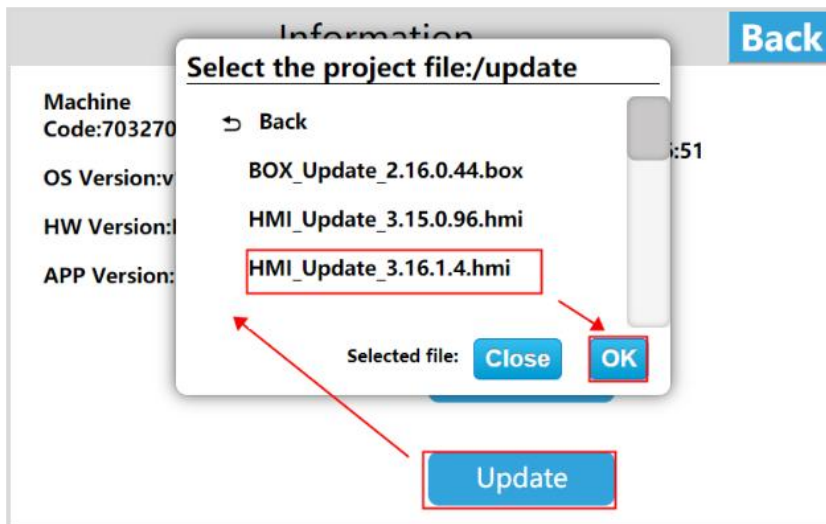 Information
Back
Select the project file:/update
Machine
Code:703270
Back
:51
OS Version:v
BOX_Update_2.16.0.44.box
HW Version:
HMI_Update_3.15.0.96.hmi
APP Version:
HMI_Update_3.16.1.4.hmi
Selected file:
Close
OK
Update